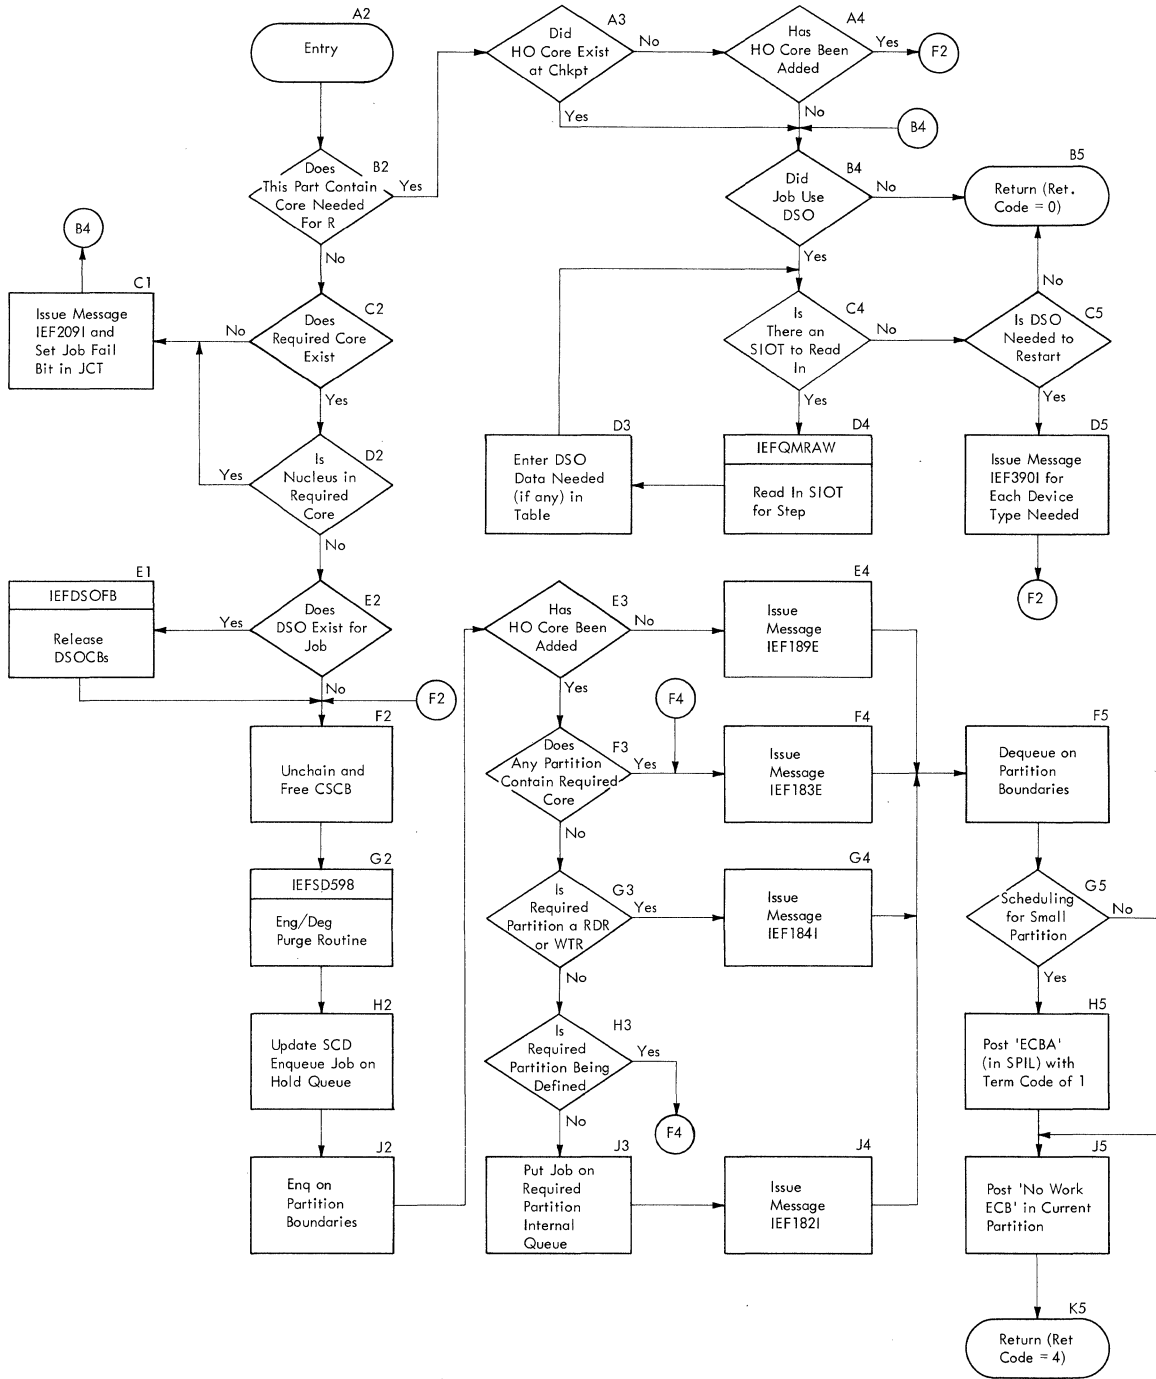 A2
Entry
A3
Did
HO Core Exist
at Chkpt
No
Yes
A4
Has
HO Core Been
Added
Yes
F2
No
B4
B2
Does
This Part Contain
Core Needed
For R
Yes
No
B4
Did
Job Use
DSO
No
Yes
B5
Return (Ret.
Code = 0)
B4
C1
Issue Message
IEF209I and
Set Job Fail
Bit in JCT
C2
Does
Required Core
Exist
No
Yes
C4
Is
There an
SIOT to Read
In
No
Yes
No
C5
Is DSO
Needed to
Restart
Yes
D2
Is
Nucleus in
Required
Core
Yes
No
D3
Enter DSO
Data Needed
(if any) in
Table
D4
IEFQMRAW
Read In SIOT
for Step
D5
Issue Message
IEF390I for
Each Device
Type Needed
F2
E1
IEFDSOFB
Release
DSOCBs
E2
Does
DSO Exist for
Job
Yes
No
F2
E3
Has
HO Core Been
Added
No
Yes
E4
Issue
Message
IEF189E
F2
Unchain and
Free CSCB
F3
Does
Any Partition
Contain Required
Core
Yes
No
F4
F4
Issue
Message
IEF183E
F5
Dequeue on
Partition
Boundaries
G2
IEFSD598
Enq/Deq
Purge Routine
G3
Is
Required
Partition a RDR
or WTR
Yes
No
G4
Issue
Message
IEF184I
G5
Scheduling
for Small
Partition
No
Yes
H2
Update SCD
Enqueue Job on
Hold Queue
H3
Is
Required
Partition Being
Defined
Yes
No
F4
H5
Post 'ECBA'
(in SPIL) with
Term Code of 1
J2
Enq on
Partition
Boundaries
J3
Put Job on
Required
Partition
Internal
Queue
J4
Issue
Message
IEF182I
J5
Post 'No Work
ECB' in Current
Partition
K5
Return (Ret
Code = 4)